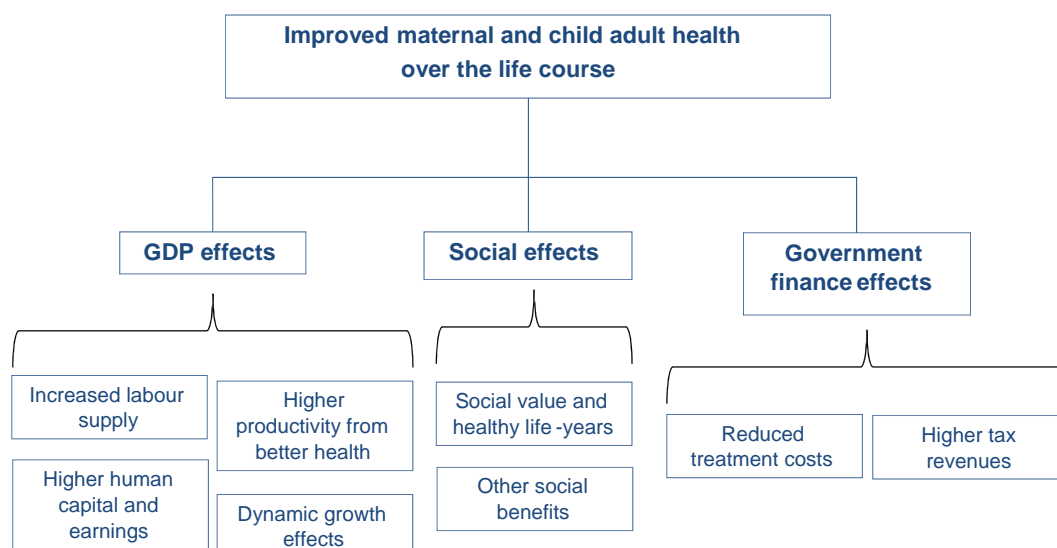 Improved maternal and child adult health
over the life course
GDP effects
Social effects
Government
finance effects
Increased labour
supply
Higher
productivity from
better health
Higher human
capital and
earnings
Dynamic growth
effects
Social value and
healthy life -years
Other social
benefits
Reduced
treatment costs
Higher tax
revenues